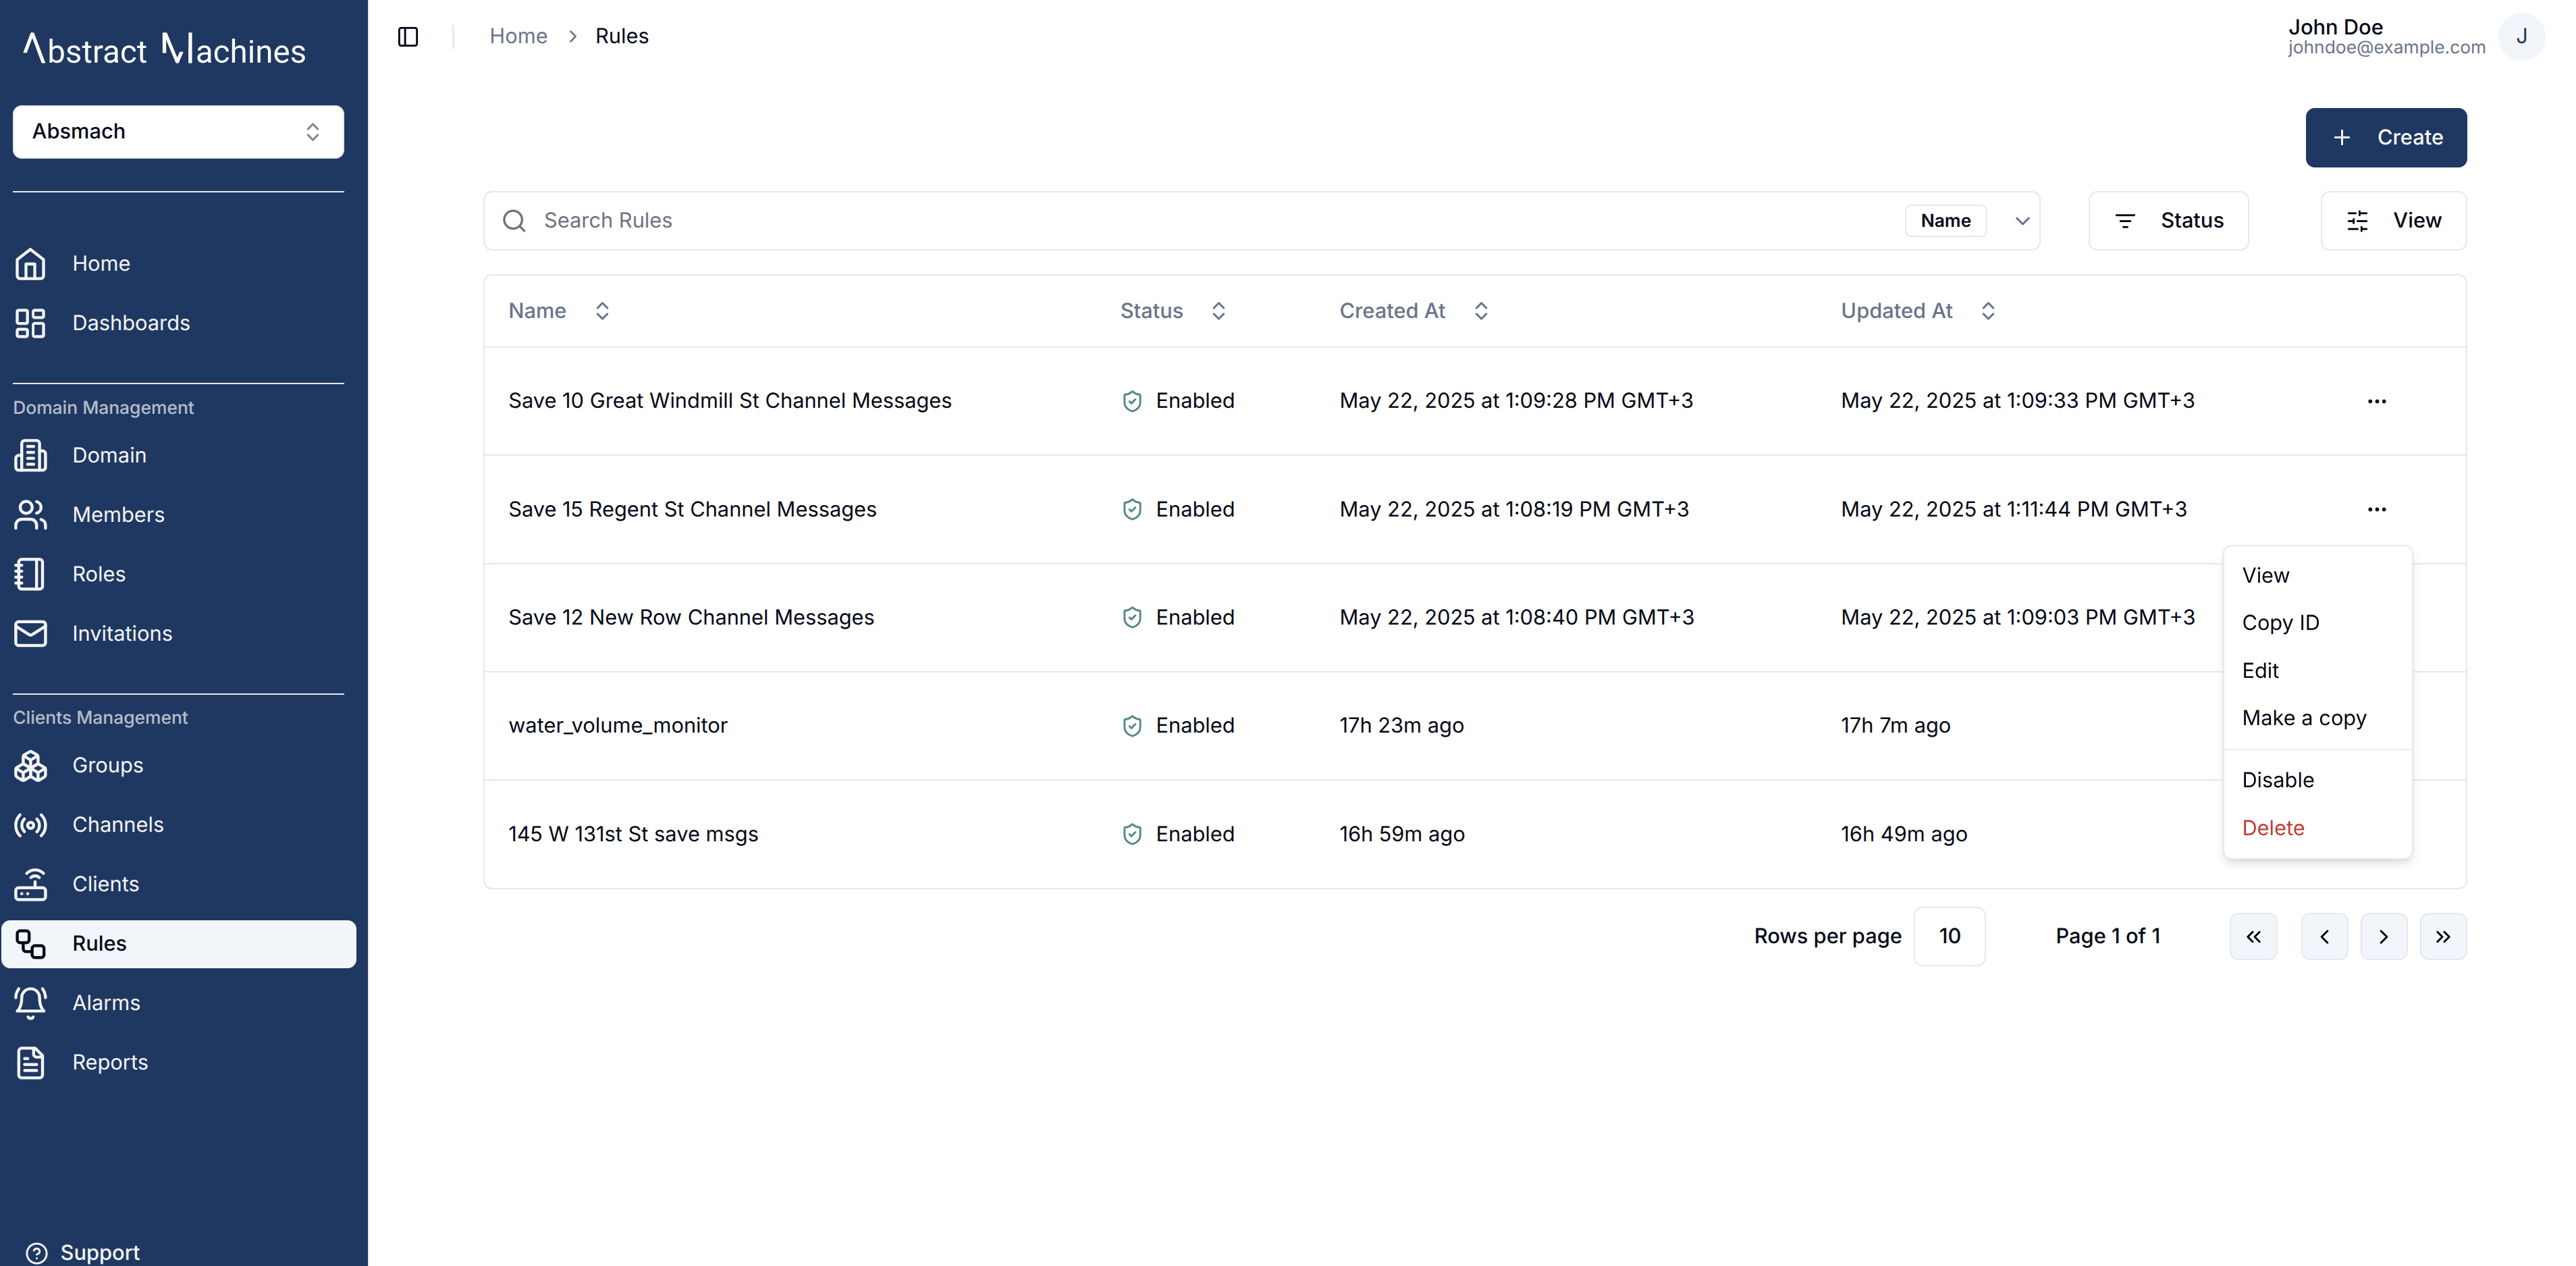 Abstract Machines
Absmach
Home
Dashboards
Domain Management
Domain
Members
Roles
Invitations
Clients Management
Groups
Channels
Clients
Rules
Alarms
Reports
Support
Home > Rules
John Doe
johndoe@example.com
J
+ Create
Search Rules Name
Status
View
Name Status Created At Updated At
Save 10 Great Windmill St Channel Messages Enabled May 22, 2025 at 1:09:28 PM GMT+3 May 22, 2025 at 1:09:33 PM GMT+3 ...
Save 15 Regent St Channel Messages Enabled May 22, 2025 at 1:08:19 PM GMT+3 May 22, 2025 at 1:11:44 PM GMT+3 ...
Save 12 New Row Channel Messages Enabled May 22, 2025 at 1:08:40 PM GMT+3 May 22, 2025 at 1:09:03 PM GMT+3
water_volume_monitor Enabled 17h 23m ago 17h 7m ago
145 W 131st St save msgs Enabled 16h 59m ago 16h 49m ago
View
Copy ID
Edit
Make a copy
Disable
Delete
Rows per page 10 Page 1 of 1